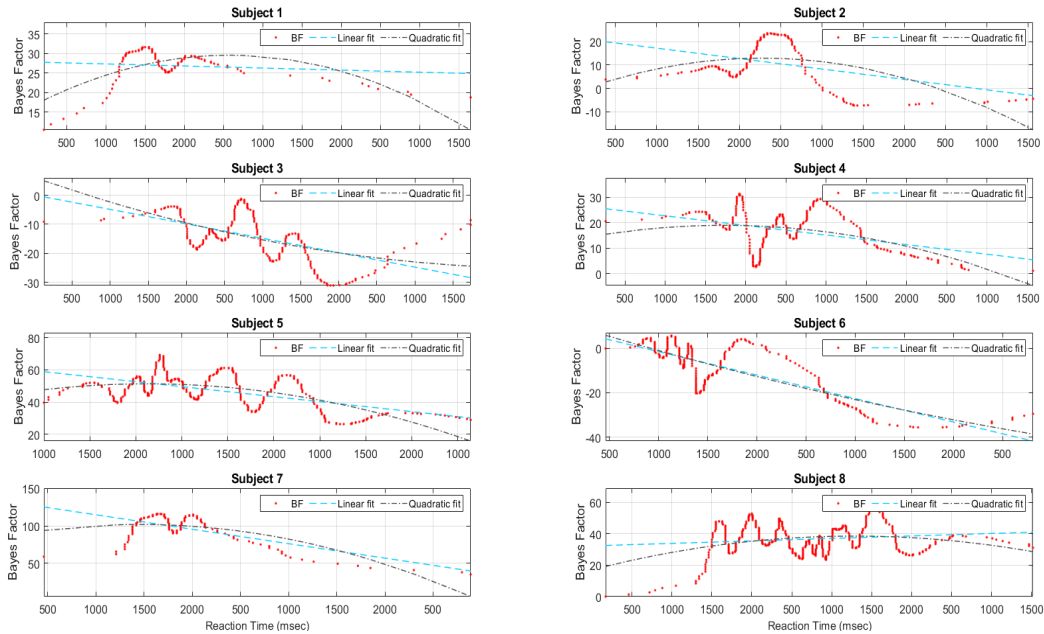 Subject 1
BF Linear fit Quadratic fit
Bayes Factor
35
30
25
20
15
500 1000 1500 2000 500 1000 1500 2000 500 1000 1500
Subject 2
BF Linear fit Quadratic fit
Bayes Factor
20
10
0
-10
500 1000 1500 2000 500 1000 1500 2000 500 1000 1500
Subject 3
BF Linear fit Quadratic fit
Bayes Factor
0
-10
-20
-30
500 1000 1500 2000 500 1000 1500 2000 500 1000 1500
Subject 4
BF Linear fit Quadratic fit
Bayes Factor
30
20
10
0
500 1000 1500 2000 500 1000 1500 2000 500 1000 1500
Subject 5
BF Linear fit Quadratic fit
Bayes Factor
80
60
40
20
1000 1500 2000 1000 1500 2000 1000 1500 2000 1000
Subject 6
BF Linear fit Quadratic fit
Bayes Factor
0
-20
-40
500 1000 1500 2000 500 1000 1500 2000 500
Subject 7
BF Linear fit Quadratic fit
Bayes Factor
150
100
50
500 1000 1500 2000 500 1000 1500 2000 500
Reaction Time (msec)
Subject 8
BF Linear fit Quadratic fit
Bayes Factor
60
40
20
0
500 1000 1500 2000 500 1000 1500 2000 500 1000 1500
Reaction Time (msec)